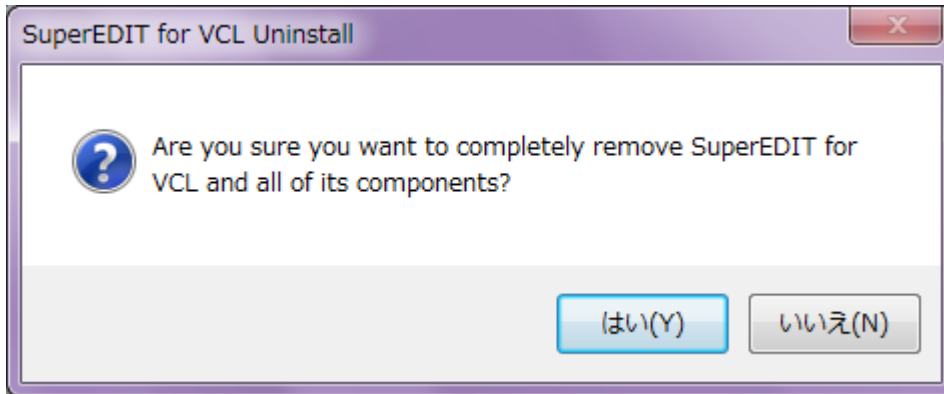 SuperEDIT for VCL Uninstall
Are you sure you want to completely remove SuperEDIT for
VCL and all of its components?
はい(Y)
いいえ(N)